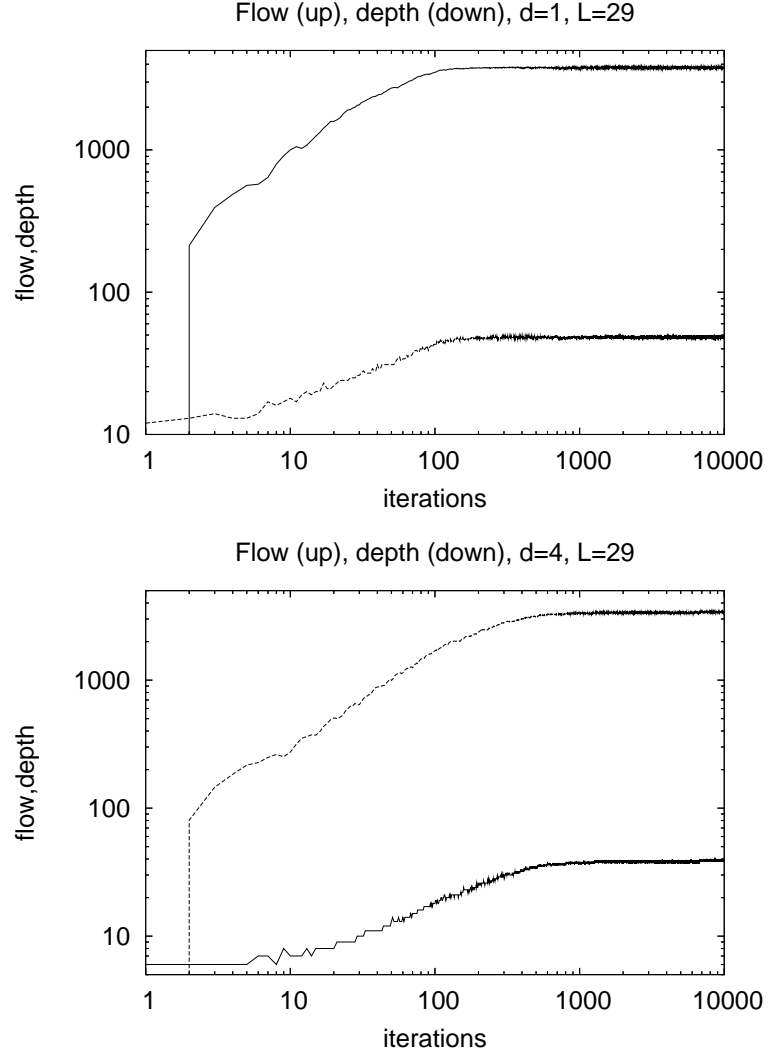 Flow (up), depth (down), d=1, L=29
1000
100
10
flow,depth
1 10 100 1000 10000
iterations
Flow (up), depth (down), d=4, L=29
1000
100
10
flow,depth
1 10 100 1000 10000
iterations